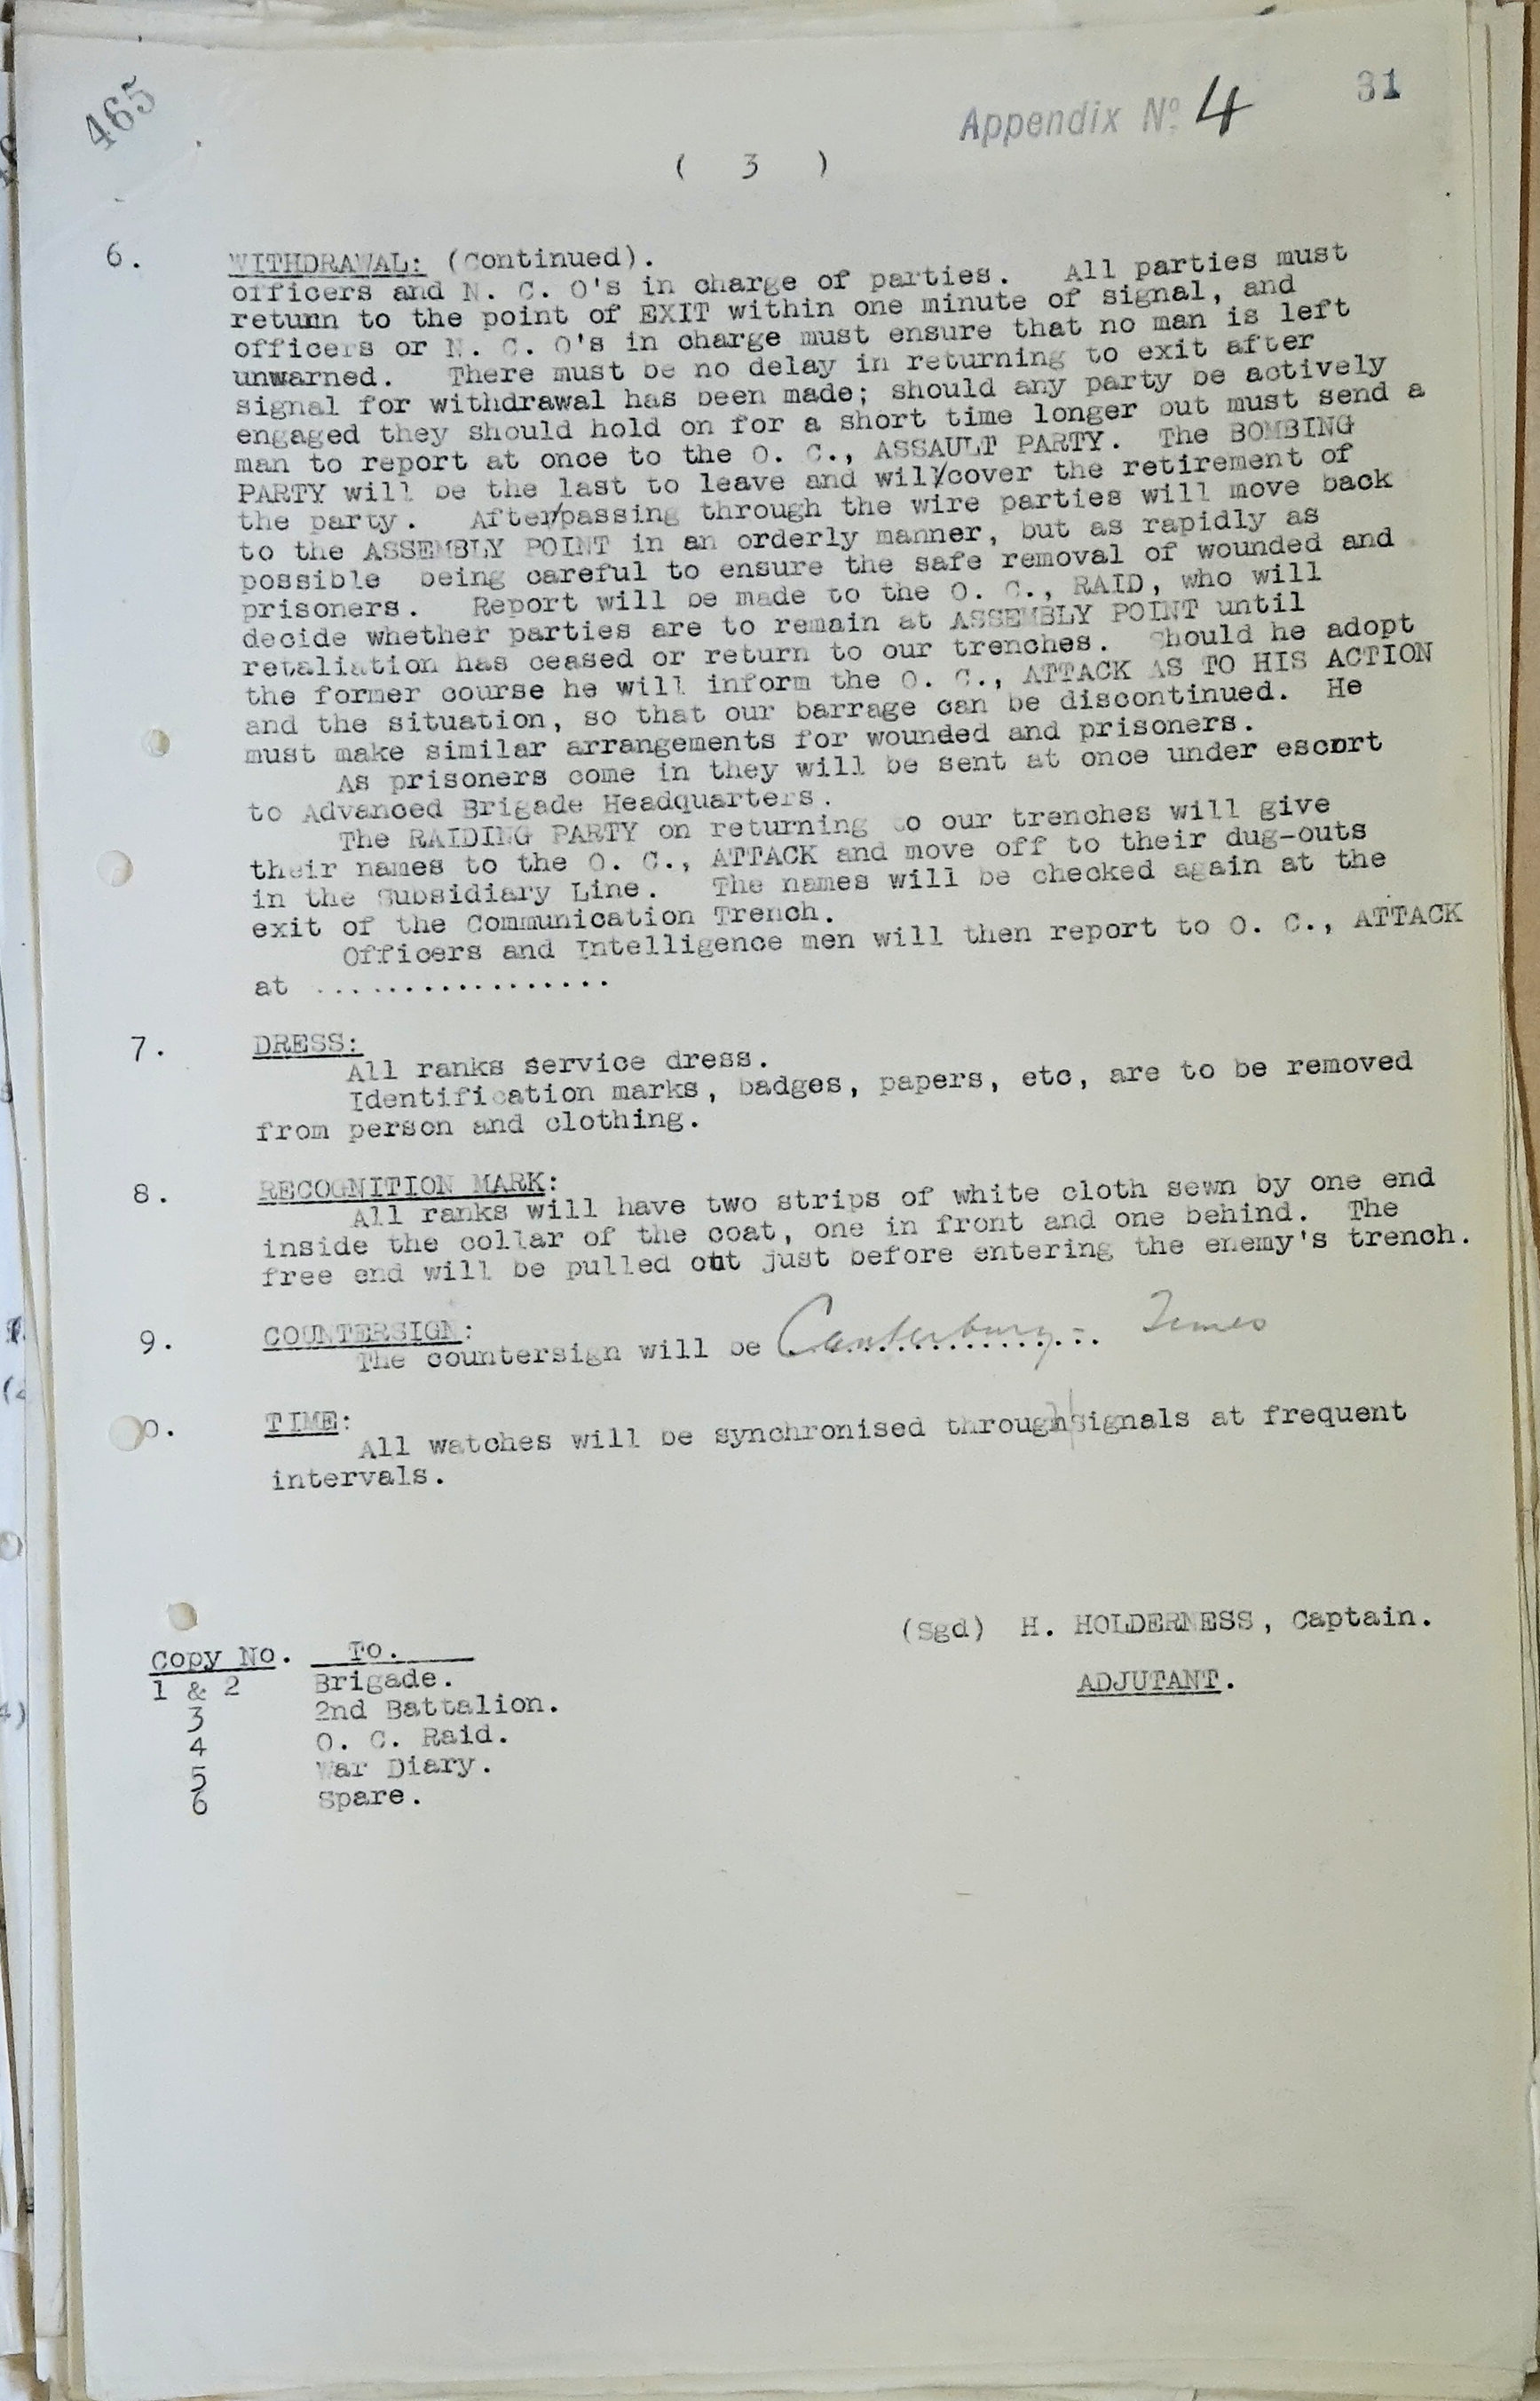 465
Appendix No. 4
31
( 3 )
6. WITHDRAWAL: (Continued).
officers and N. C. O's in charge of parties. All parties must
return to the point of EXIT within one minute of signal, and
officers or N. C. O's in charge must ensure that no man is left
unwarned. There must be no delay in returning to exit after
signal for withdrawal has been made; should any party be actively
engaged they should hold on for a short time longer but must send a
man to report at once to the O. C., ASSAULT PARTY. The BOMBING
PARTY will be the last to leave and will/cover the retirement of
the party. After/passing through the wire parties will move back
to the ASSEMBLY POINT in an orderly manner, but as rapidly as
possible being careful to ensure the safe removal of wounded and
prisoners. Report will be made to the O. C., RAID, who will
decide whether parties are to remain at ASSEMBLY POINT until
retaliation has ceased or return to our trenches. Should he adopt
the former course he will inform the O. C., ATTACK AS TO HIS ACTION
and the situation, so that our barrage can be discontinued. He
must make similar arrangements for wounded and prisoners.
As prisoners come in they will be sent at once under escort
to Advanced Brigade Headquarters.
The RAIDING PARTY on returning to our trenches will give
their names to the O. C., ATTACK and move off to their dug-outs
in the Subsidiary Line. The names will be checked again at the
exit of the Communication Trench.
Officers and Intelligence men will then report to O. C., ATTACK
at .................
7. DRESS:
All ranks service dress.
Identification marks, badges, papers, etc, are to be removed
from person and clothing.
8. RECOGNITION MARK:
All ranks will have two strips of white cloth sewn by one end
inside the collar of the coat, one in front and one behind. The
free end will be pulled out just before entering the enemy's trench.
9. COUNTERSIGN:
The countersign will be Canterbury - Times
0. TIME:
All watches will be synchronised through/signals at frequent
intervals.
(Sgd) H. HOLDERNESS, Captain.
ADJUTANT.
Copy No. To.
1 & 2 Brigade.
3 2nd Battalion.
4 O. C. Raid.
5 War Diary.
6 Spare.